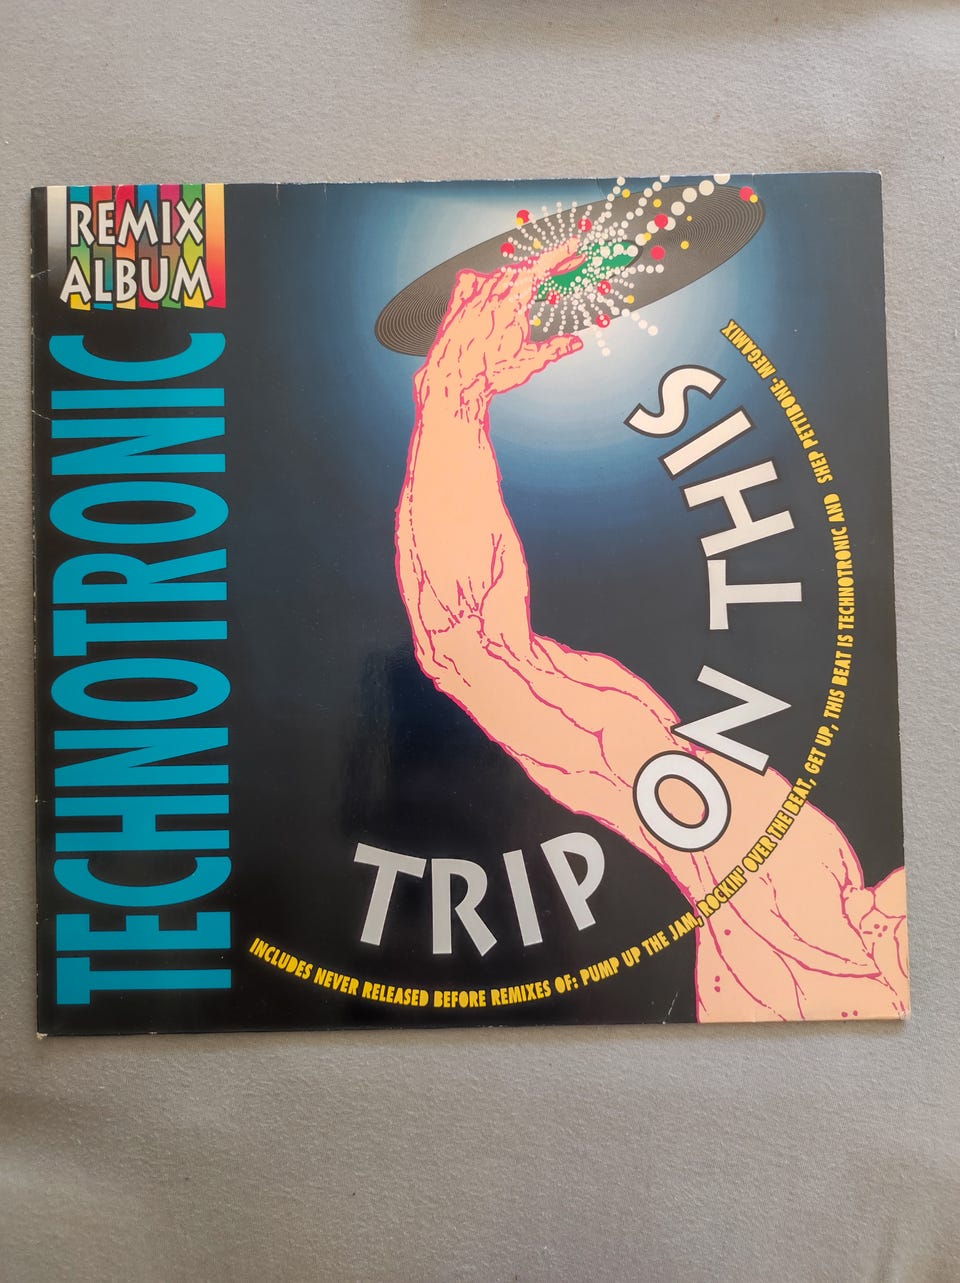 REMIX
ALBUM
TECHNOTRONIC
TRIP ON THIS
INCLUDES NEVER RELEASED BEFORE REMIXES OF: PUMP UP THE JAM, ROCKIN' OVER THE BEAT, GET UP, THIS BEAT IS TECHNOTRONIC AND SHEP PETTIBONE- MEGAMIX